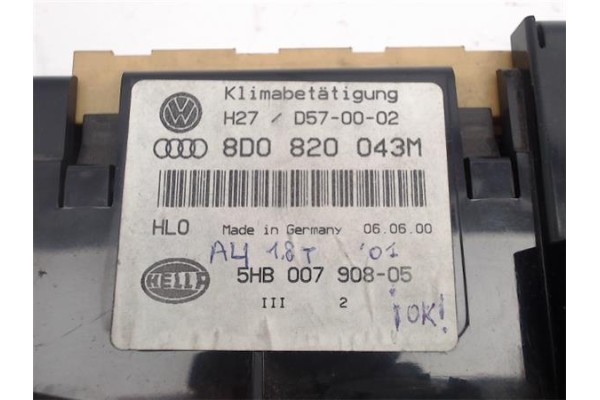 Klimabetätigung
H27 / D57-00-02
8D0 820 043M
HLO Made in Germany 06.06.00
A4 1.8T '01
HELLA 5HB 007 908-05
III 2
¡OK!